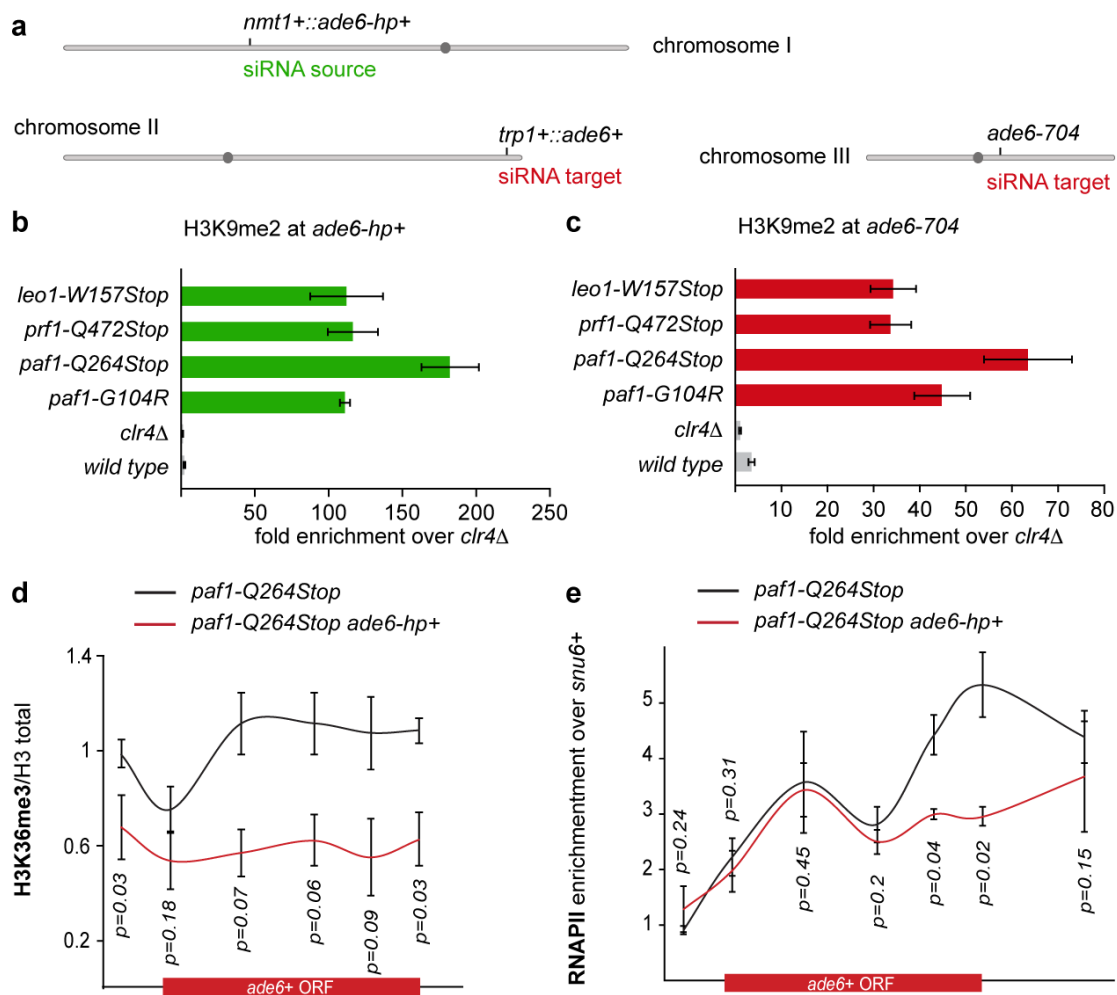 a
nmt1+::ade6-hp+
chromosome I
siRNA source
chromosome II
trp1+::ade6+
siRNA target
chromosome III
ade6-704
siRNA target
b
H3K9me2 at ade6-hp+
leo1-W157Stop
prf1-Q472Stop
paf1-Q264Stop
paf1-G104R
clr4Δ
wild type
0 50 100 150 200 250
fold enrichment over clr4Δ
c
H3K9me2 at ade6-704
leo1-W157Stop
prf1-Q472Stop
paf1-Q264Stop
paf1-G104R
clr4Δ
wild type
0 10 20 30 40 50 60 70 80
fold enrichment over clr4Δ
d
paf1-Q264Stop
paf1-Q264Stop ade6-hp+
H3K36me3/H3 total
1.4
1
0.6
0.2
p=0.03
p=0.18
p=0.07
p=0.06
p=0.09
p=0.03
ade6+ ORF
e
paf1-Q264Stop
paf1-Q264Stop ade6-hp+
RNAPII enrichmentment over snu6+
5
4
3
2
1
p=0.24
p=0.31
p=0.45
p=0.2
p=0.04
p=0.02
p=0.15
ade6+ ORF